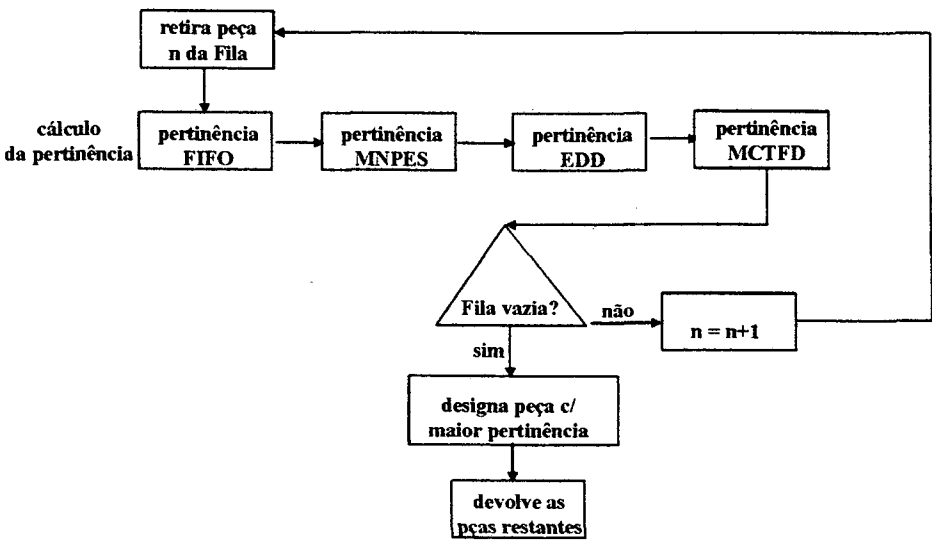 retira peça
n da Fila
cálculo
da pertinência
pertinência
FIFO
pertinência
MNPES
pertinência
EDD
pertinência
MCTFD
Fila vazia?
não
n = n+1
sim
designa peça c/
maior pertinência
devolve as
pças restantes